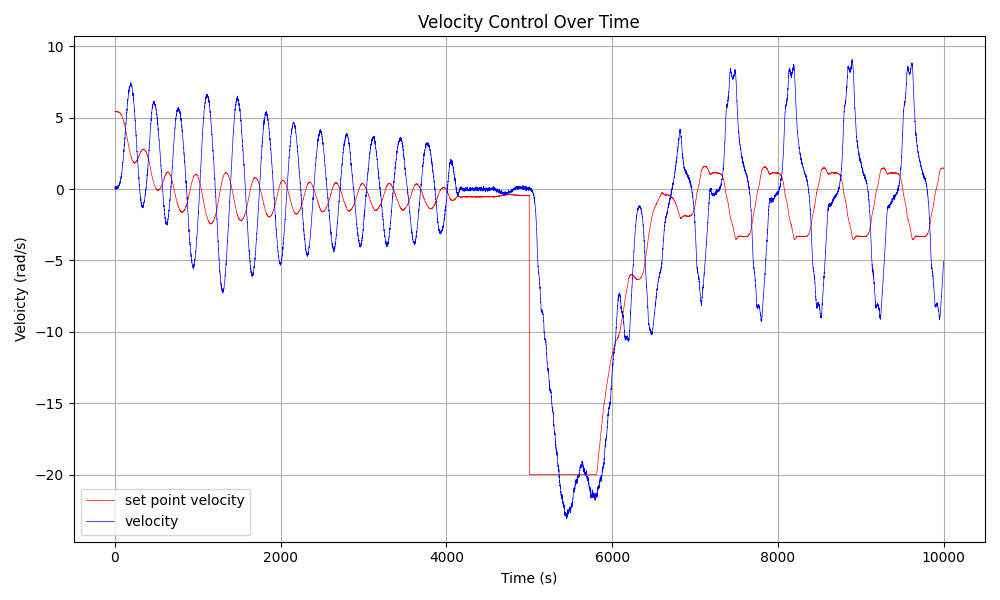 Velocity Control Over Time
Veloicty (rad/s)
10
5
0
−5
−10
−15
−20
set point velocity
velocity
0
2000
4000
6000
8000
10000
Time (s)